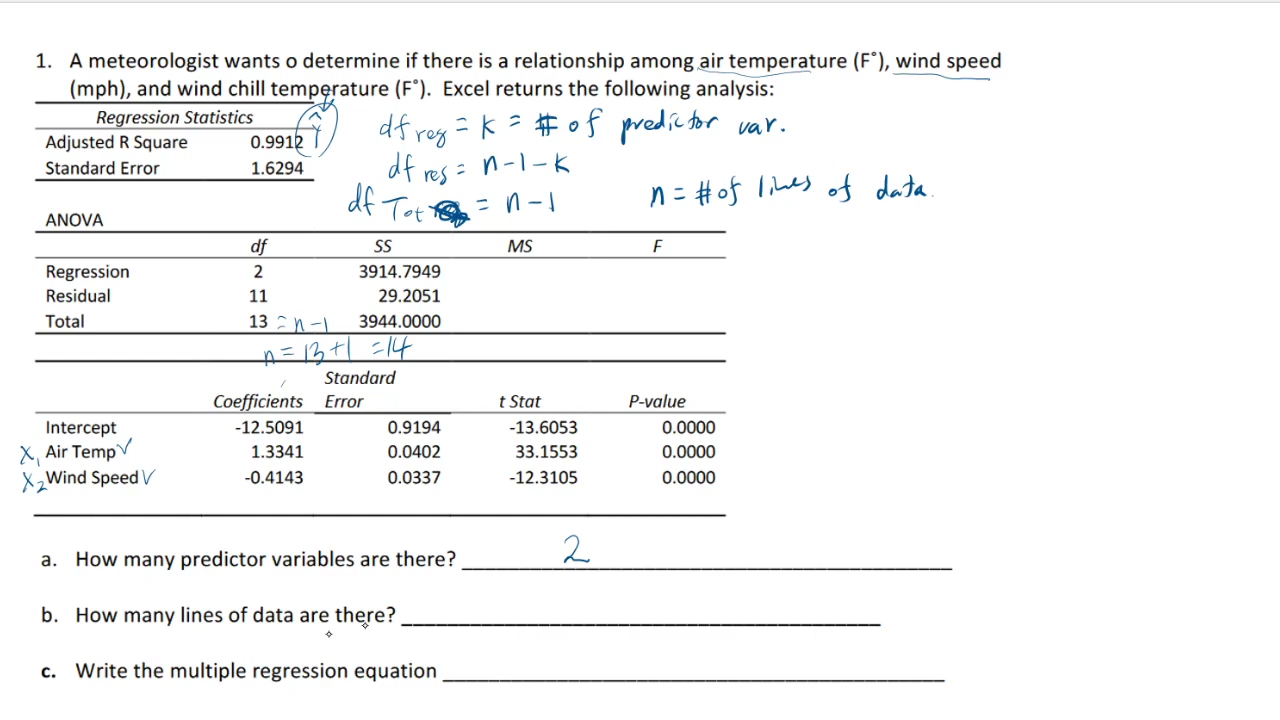 1. A meteorologist wants o determine if there is a relationship among air temperature (F°), wind speed
(mph), and wind chill temperature (F°). Excel returns the following analysis:
Regression Statistics
Adjusted R Square 0.9912 Ŷ
Standard Error 1.6294
df reg = k = # of predictor var.
df res = n-1-k
df Tot = n-1
n = # of lines of data.
ANOVA
df SS MS F
Regression 2 3914.7949
Residual 11 29.2051
Total 13 = n-1 3944.0000
n = 13+1 = 14
Coefficients Standard Error t Stat P-value
Intercept -12.5091 0.9194 -13.6053 0.0000
X1 Air Temp √ 1.3341 0.0402 33.1553 0.0000
X2 Wind Speed √ -0.4143 0.0337 -12.3105 0.0000
a. How many predictor variables are there? 2
b. How many lines of data are there?
c. Write the multiple regression equation